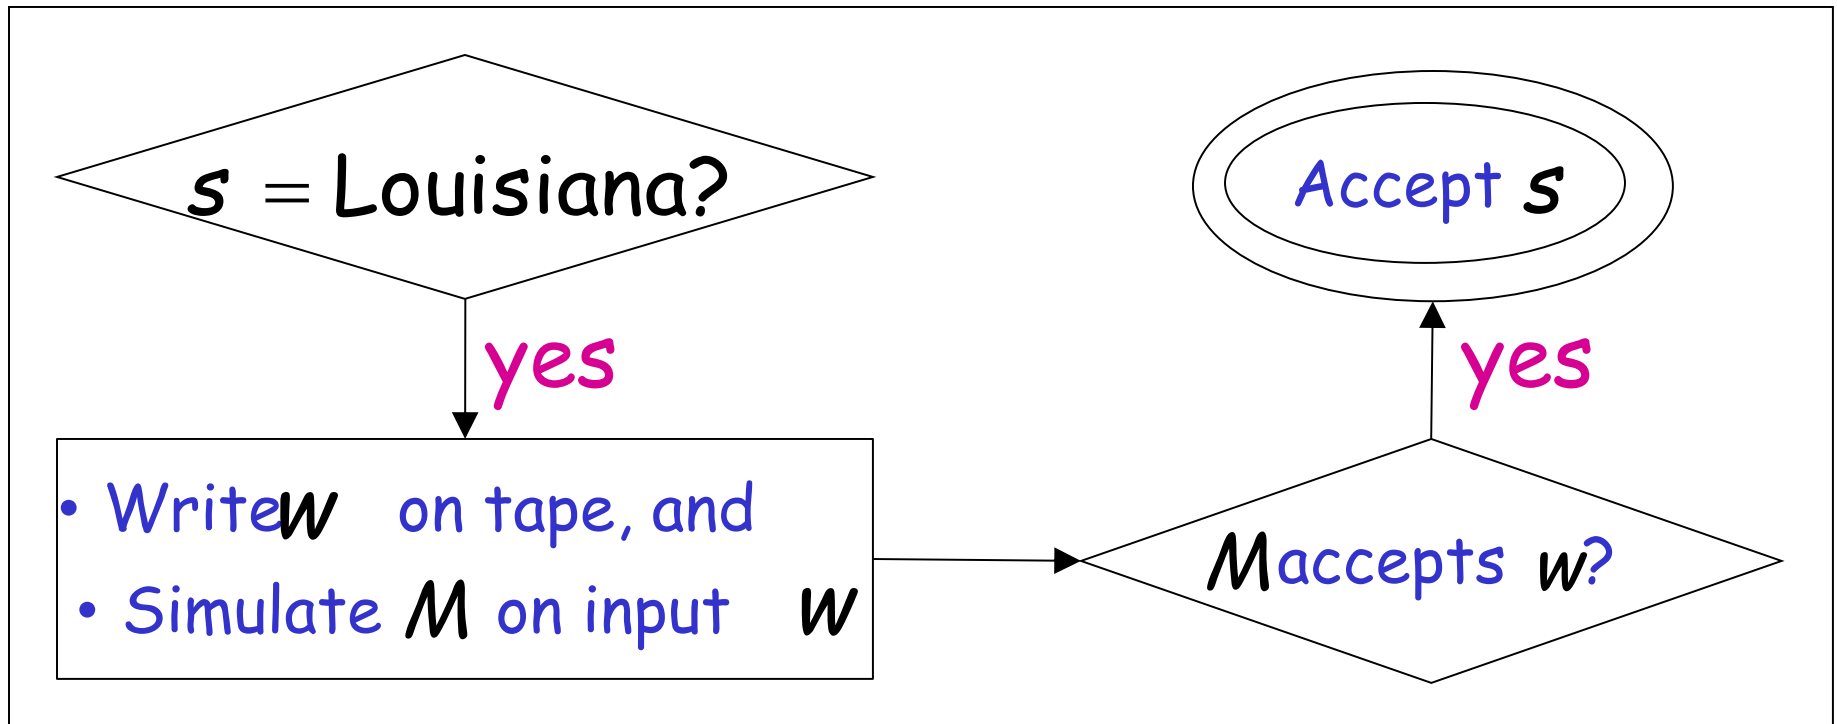 s = Louisiana?
Accept s
yes
yes
• Write w on tape, and
• Simulate M on input w
M accepts w?